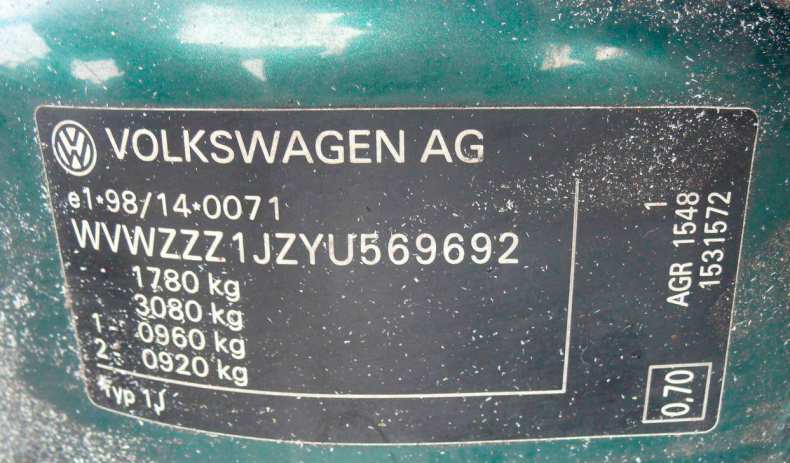 VOLKSWAGEN AG
e1*98/14*0071
WVWZZZ1JZYU569692
1780 kg
3080 kg
1 - 0960 kg
2 - 0920 kg
Typ 1J
1
AGR 1548
1531572
0,70